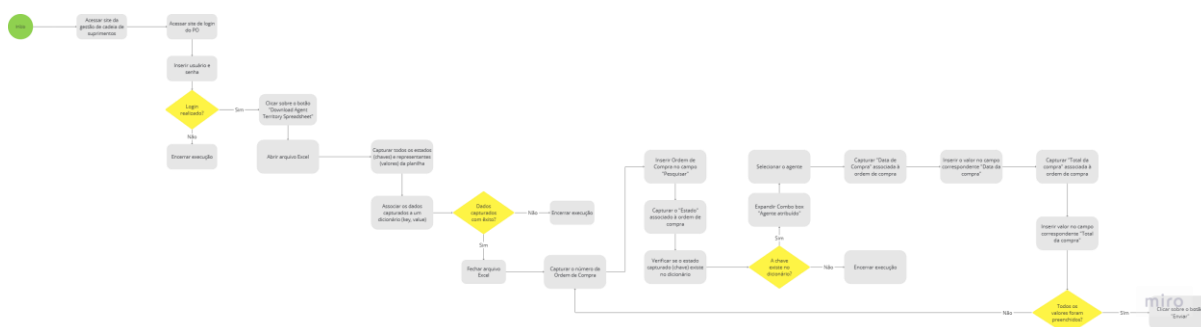 Início
Acessar site da
gestão de cadeia de
suprimentos
Acessar site de login
do PO
Inserir usuário e
senha
Login
realizado?
Sim
Não
Encerrar execução
Clicar sobre o botão
"Download Agent
Territory Spreadsheet"
Abrir arquivo Excel
Capturar todos os estados
(chaves) e representantes
(valores) da planilha
Associar os dados
capturados a um
dicionário (key, value)
Dados
capturados
com êxito?
Não
Encerrar execução
Sim
Fechar arquivo
Excel
Capturar o número da
Ordem de Compra
Inserir Ordem de
Compra no campo
"Pesquisar"
Capturar o "Estado"
associado à ordem de
compra
Verificar se o estado
capturado (chave) existe
no dicionário
A chave
existe no
dicionário?
Não
Encerrar execução
Sim
Expandir Combo box
"Agente atribuído"
Selecionar o agente
Capturar "Data de
Compra" associada à
ordem de compra
Inserir o valor no campo
correspondente "Data da
compra"
Capturar "Total da
compra" associada à
ordem de compra
Inserir valor no campo
correspondente "Total
da compra"
Todos os
valores foram
preenchidos?
Não
Sim
Clicar sobre o botão
"Enviar"
miro